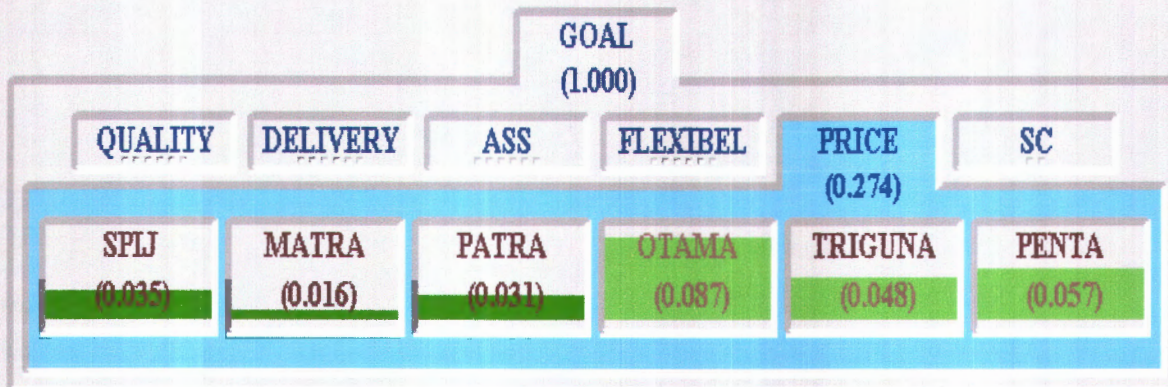 GOAL
(1.000)
QUALITY DELIVERY ASS FLEXIBEL PRICE SC
(0.274)
SPLJ MATRA PATRA OTAMA TRIGUNA PENTA
(0.035) (0.016) (0.031) (0.087) (0.048) (0.057)